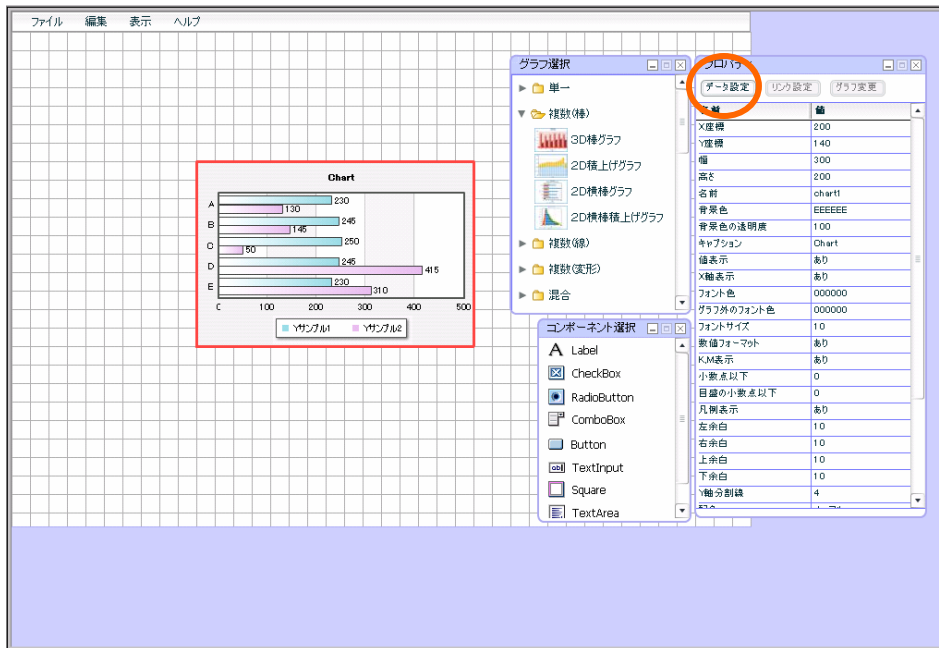 ファイル 編集 表示 ヘルプ
Chart
A 230
130
B 245
145
C 250
50
D 245
415
E 230
310
0 100 200 300 400 500
Yサンプル1 Yサンプル2
グラフ選択
単一
複数(棒)
3D棒グラフ
2D積上げグラフ
2D横棒グラフ
2D横棒積上げグラフ
複数(線)
複数(変形)
混合
コンポーネント選択
Label
CheckBox
RadioButton
ComboBox
Button
TextInput
Square
TextArea
データ設定 リンク設定 グラフ変更
値
X座標 200
Y座標 140
幅 300
高さ 200
名前 chart1
背景色 EEEEEE
背景色の透明度 100
キャプション Chart
値表示 あり
X軸表示 あり
フォント色 000000
グラフ外のフォント色 000000
フォントサイズ 10
数値フォーマット あり
K,M表示 あり
小数点以下 0
目盛の小数点以下 0
凡例表示 あり
左余白 10
右余白 10
上余白 10
下余白 10
Y軸分割線 4